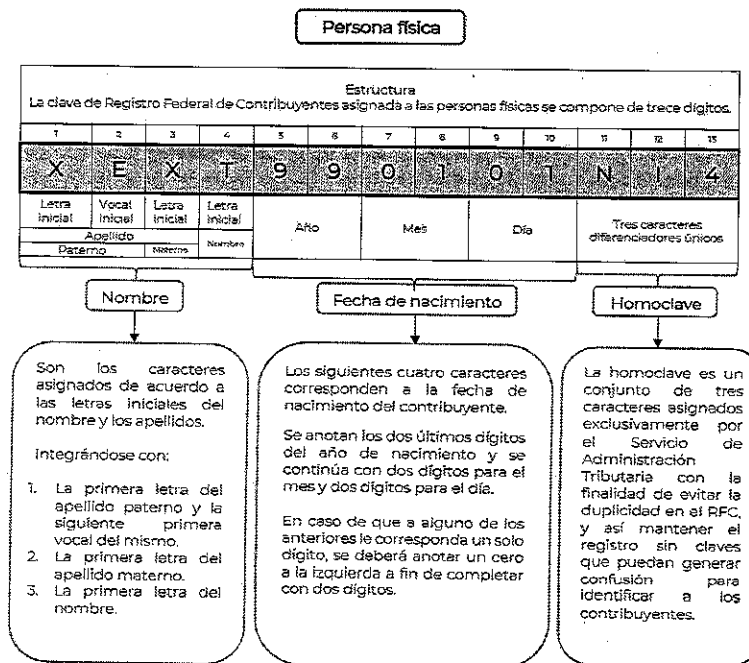 Persona física
Estructura
La clave de Registro Federal de Contribuyentes asignada a las personas físicas se compone de trece dígitos.
1 2 3 4 5 6 7 8 9 10 11 12 13
X E X T 9 9 0 1 0 1 N I 4
Letra inicial
Vocal inicial
Letra inicial
Letra inicial
Año
Mes
Día
Tres caracteres
diferenciadores únicos
Apellido
Nombre
Paterno
Materno
Nombre
Fecha de nacimiento
Homoclave
Son los caracteres
asignados de acuerdo a
las letras iniciales del
nombre y los apellidos.
Integrándose con:
1. La primera letra del
apellido paterno y la
siguiente primera
vocal del mismo.
2. La primera letra del
apellido materno.
3. La primera letra del
nombre.
Los siguientes cuatro caracteres
corresponden a la fecha de
nacimiento del contribuyente.
Se anotan los dos últimos dígitos
del año de nacimiento y se
continúa con dos dígitos para el
mes y dos dígitos para el día.
En caso de que a alguno de los
anteriores le corresponda un solo
dígito, se deberá anotar un cero
a la izquierda a fin de completar
con dos dígitos.
La homoclave es un
conjunto de tres
caracteres asignados
exclusivamente por
el Servicio de
Administración
Tributaria con la
finalidad de evitar la
duplicidad en el RFC,
y así mantener el
registro sin claves
que puedan generar
confusión para
identificar a los
contribuyentes.